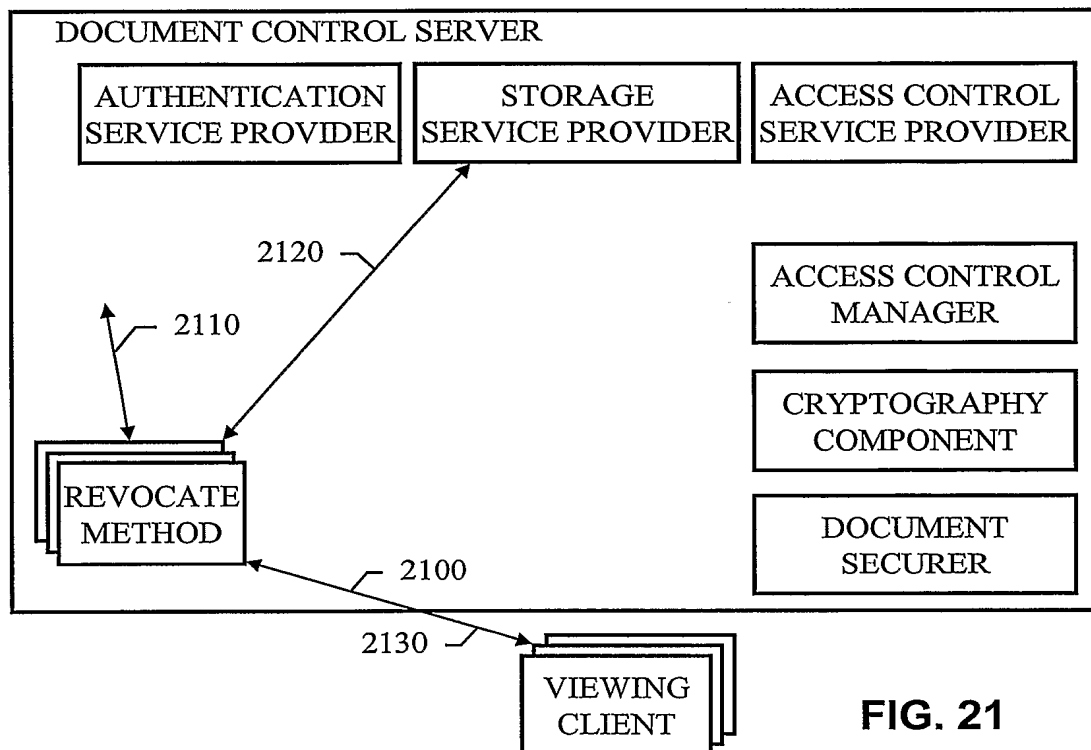 DOCUMENT CONTROL SERVER
AUTHENTICATION
SERVICE PROVIDER
STORAGE
SERVICE PROVIDER
ACCESS CONTROL
SERVICE PROVIDER
2120
ACCESS CONTROL
MANAGER
2110
CRYPTOGRAPHY
COMPONENT
REVOCATE
METHOD
DOCUMENT
SECURER
2100
2130
VIEWING
CLIENT
FIG. 21